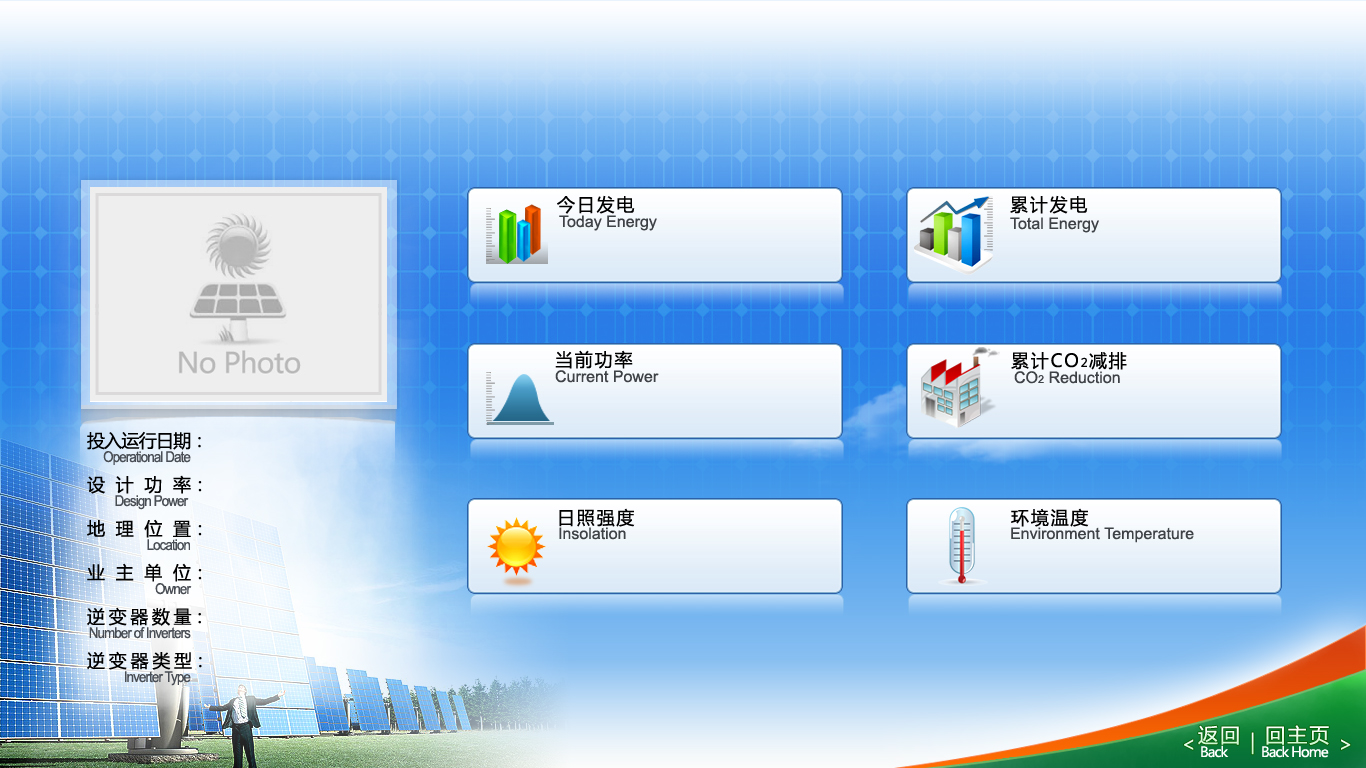 No Photo
投入运行日期：
Operational Date
设计功率：
Design Power
地理位置：
Location
业主单位：
Owner
逆变器数量：
Number of Inverters
逆变器类型：
Inverter Type
今日发电
Today Energy
累计发电
Total Energy
当前功率
Current Power
累计CO₂减排
CO₂ Reduction
日照强度
Insolation
环境温度
Environment Temperature
< 返回 | 回主页 >
Back Back Home